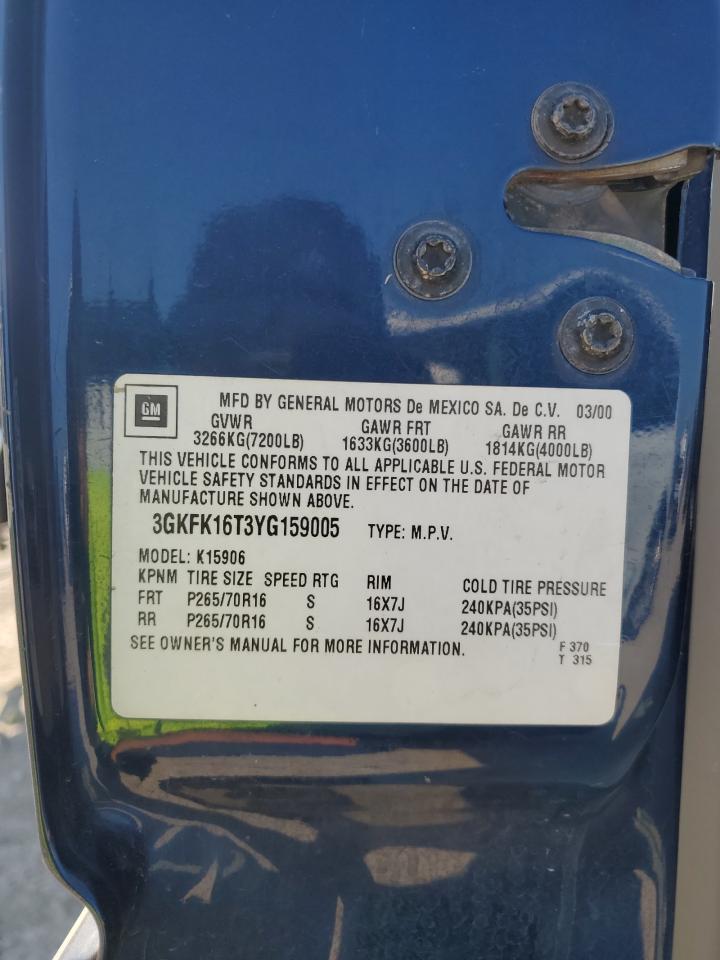 GM
MFD BY GENERAL MOTORS De MEXICO SA. De C.V. 03/00
GVWR GAWR FRT GAWR RR
3266KG(7200LB) 1633KG(3600LB) 1814KG(4000LB)
THIS VEHICLE CONFORMS TO ALL APPLICABLE U.S. FEDERAL MOTOR
VEHICLE SAFETY STANDARDS IN EFFECT ON THE DATE OF
MANUFACTURE SHOWN ABOVE.
3GKFK16T3YG159005 TYPE: M.P.V.
MODEL: K15906
KPNM TIRE SIZE SPEED RTG RIM COLD TIRE PRESSURE
FRT P265/70R16 S 16X7J 240KPA(35PSI)
RR P265/70R16 S 16X7J 240KPA(35PSI)
SEE OWNER'S MANUAL FOR MORE INFORMATION. F 370
T 315